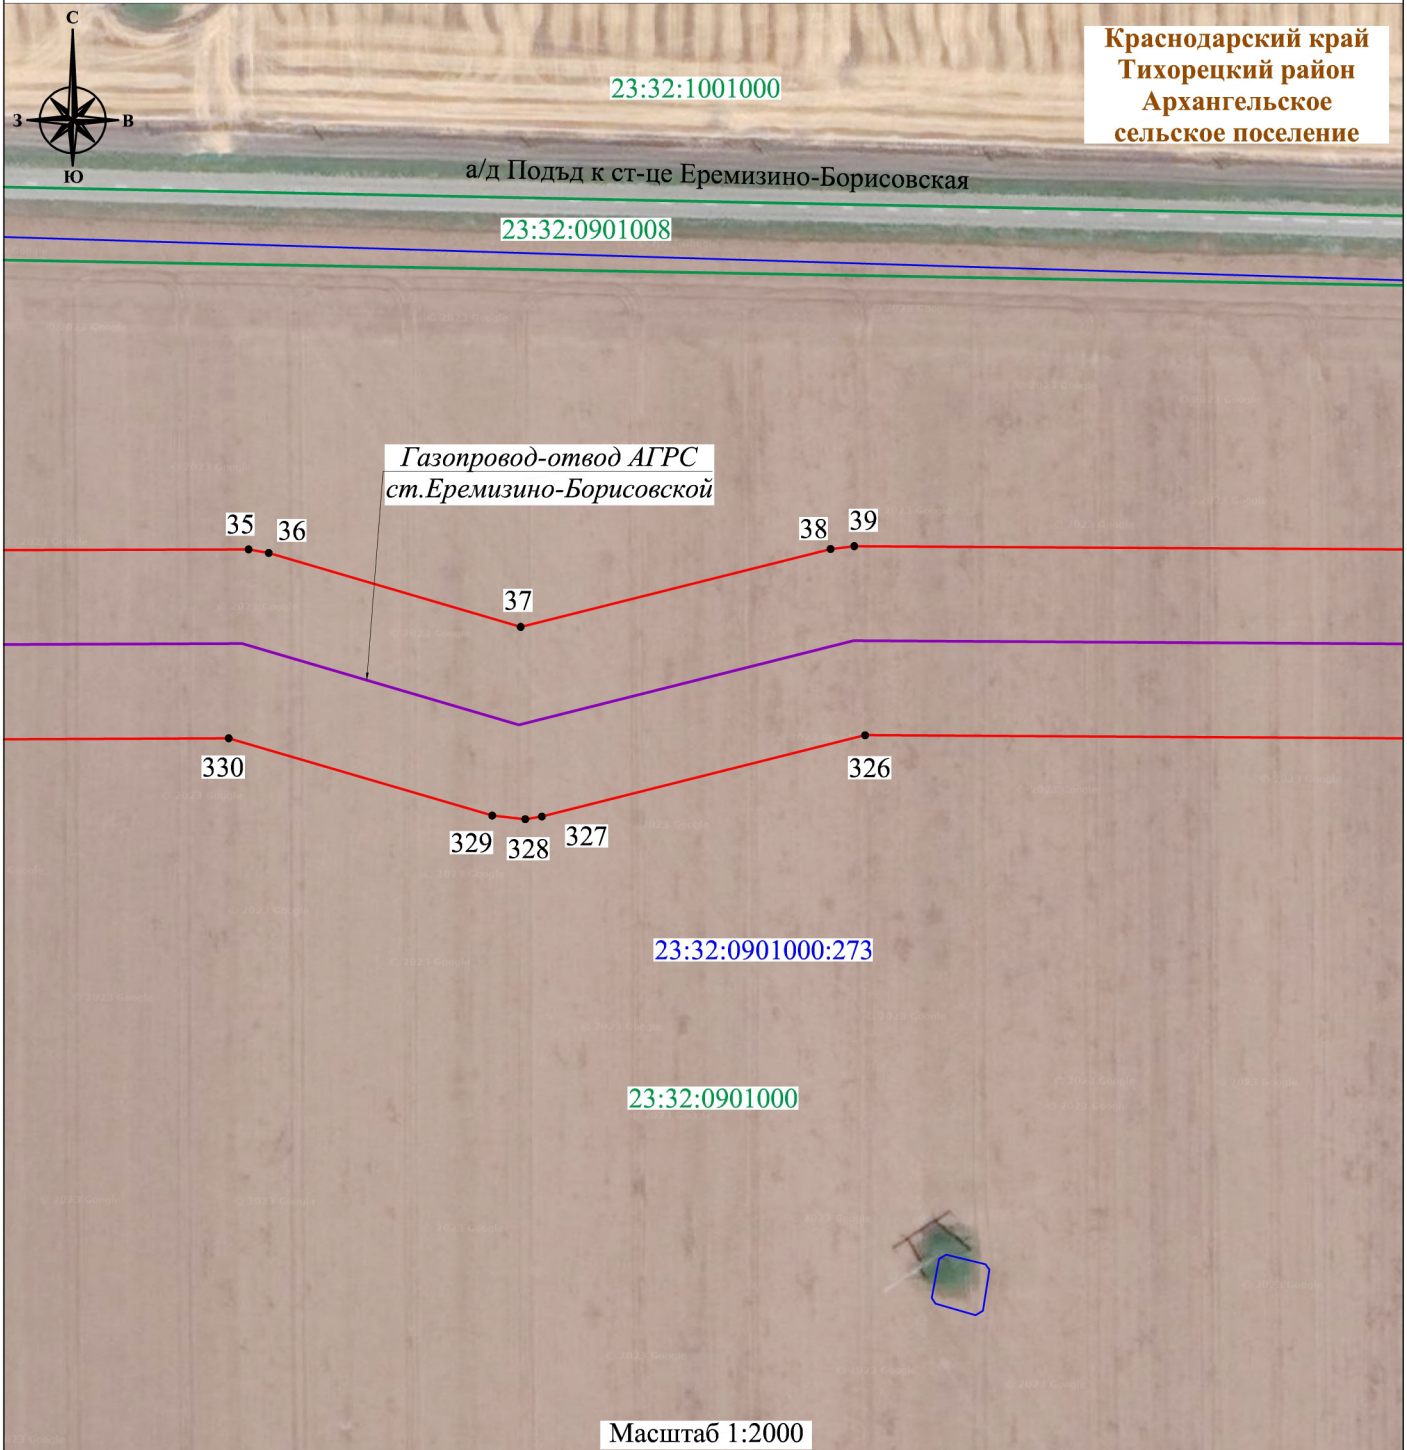 С
З
В
Ю
Краснодарский край
Тихорецкий район
Архангельское
сельское поселение
23:32:1001000
а/д Подъд к ст-це Еремизино-Борисовская
23:32:0901008
Газопровод-отвод АГРС
ст.Еремизино-Борисовской
35
36
37
38
39
330
329
328
327
326
23:32:0901000:273
23:32:0901000
Масштаб 1:2000